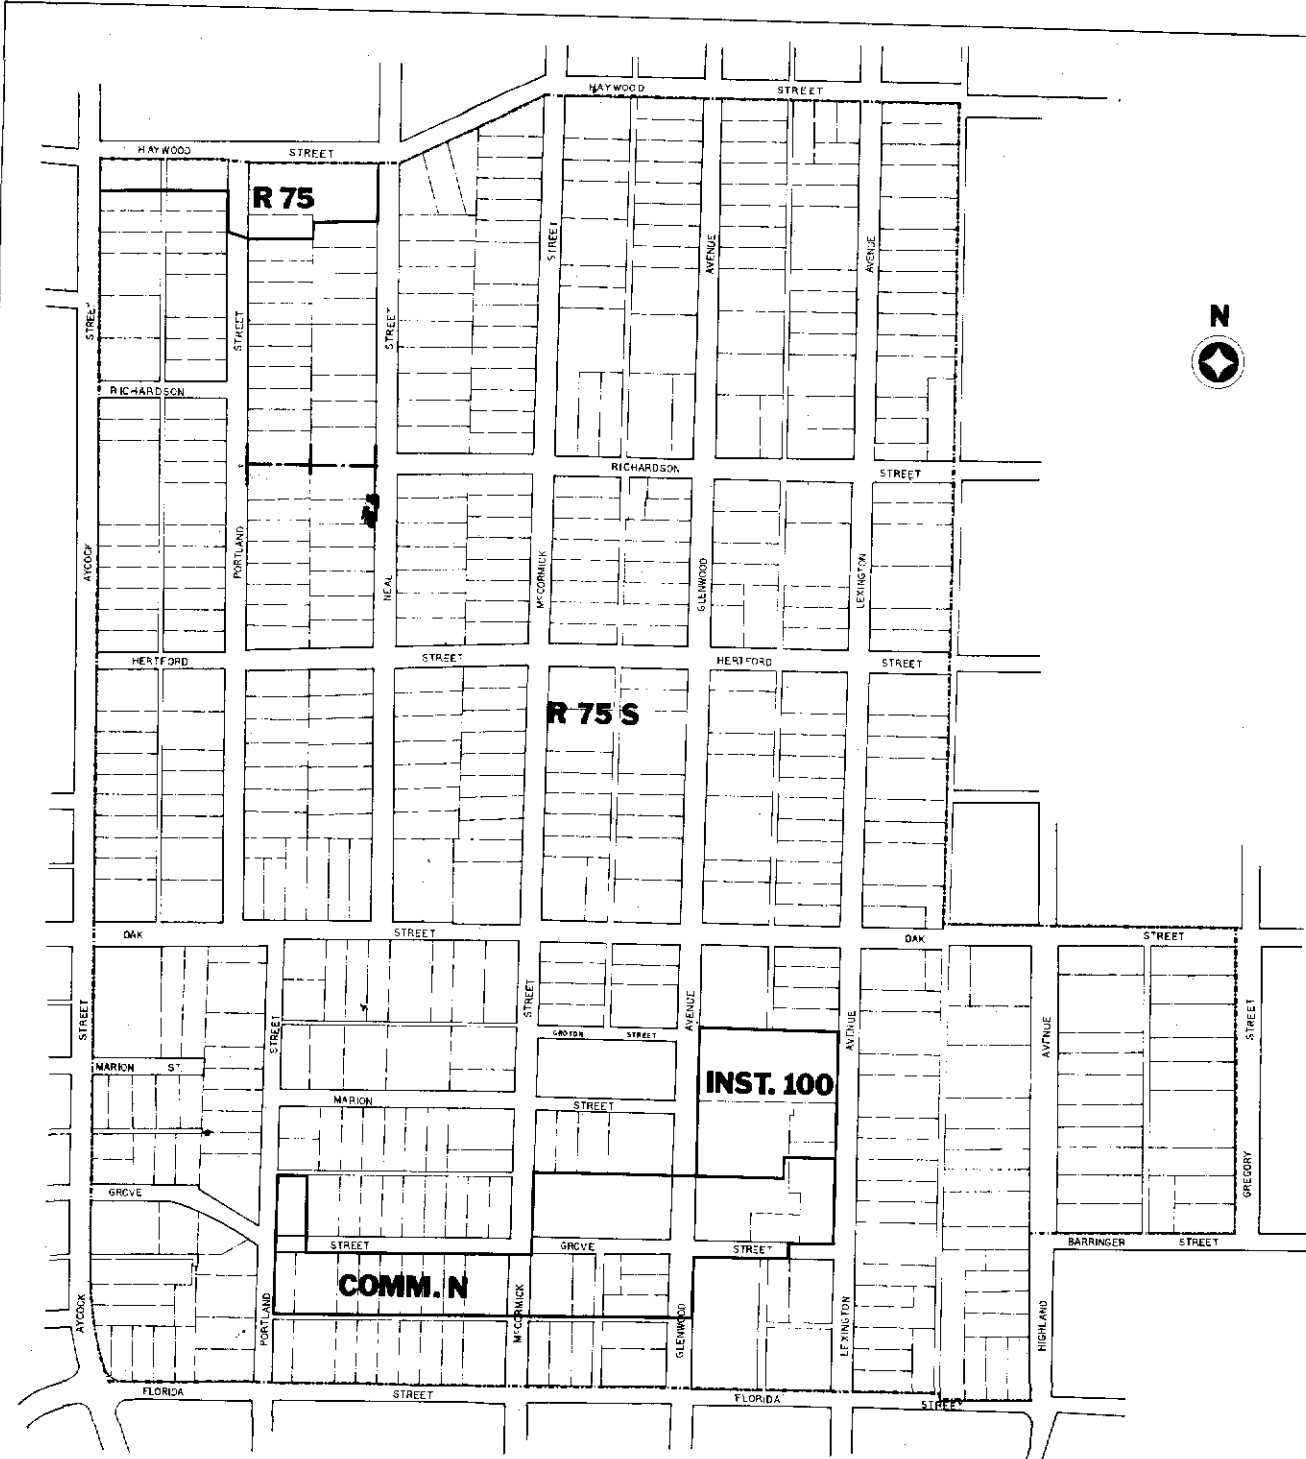 HAYWOOD STREET
HAYWOOD STREET
R 75
N
STREET
AVENUE
AVENUE
STREET
STREET
STREET
RICHARDSON
RICHARDSON STREET
AYCOCK
PORTLAND
NEAL
McCORMICK
GLENWOOD
LEXINGTON
HERTFORD STREET
HERTFORD STREET
R 75 S
OAK STREET
OAK STREET
STREET
STREET
STREET
AVENUE
AVENUE
AVENUE
STREET
STREET
MARION ST.
INST. 100
MARION STREET
GROVE
GREGORY
STREET GROVE STREET
BARRINGER STREET
COMM. N
AYCOCK
PORTLAND
McCORMICK
GLENWOOD
LEXINGTON
HIGHLAND
FLORIDA STREET
FLORIDA STREET